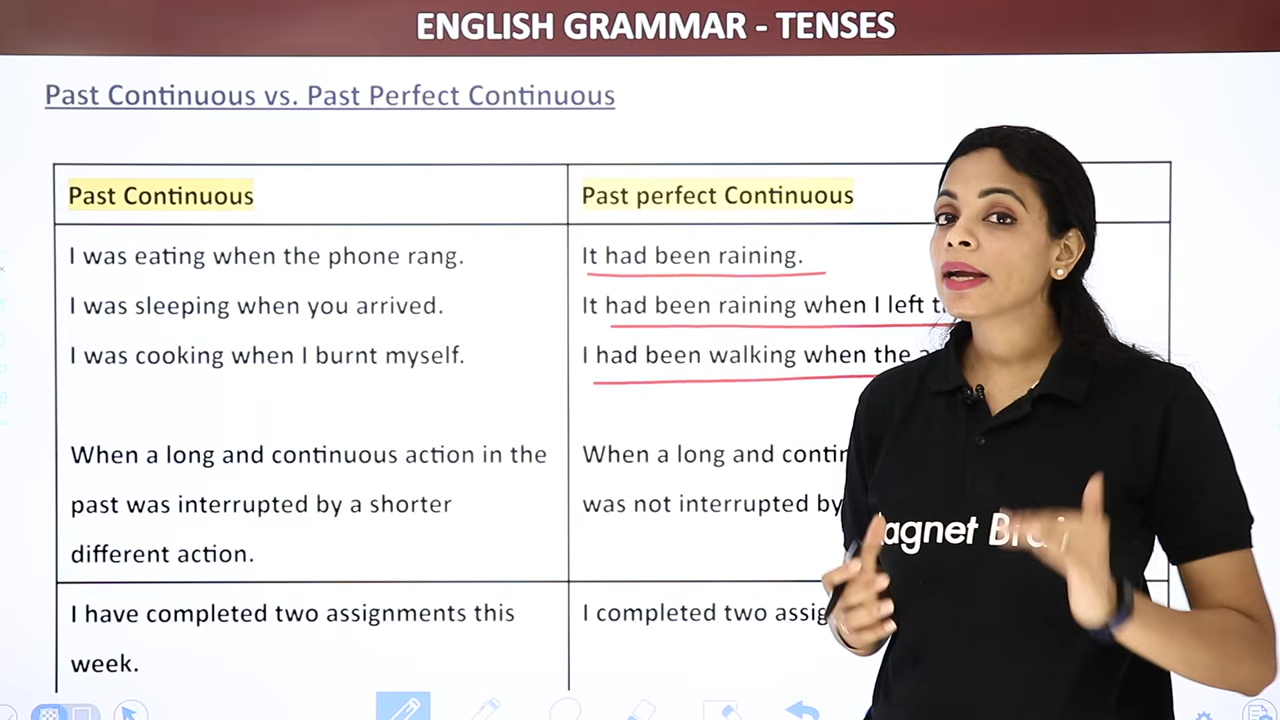 ENGLISH GRAMMAR - TENSES
Past Continuous vs. Past Perfect Continuous
Past Continuous
Past perfect Continuous
I was eating when the phone rang.
I was sleeping when you arrived.
I was cooking when I burnt myself.
It had been raining.
It had been raining when I left
I had been walking when the
When a long and continuous action in the
past was interrupted by a shorter
different action.
When a long and
was not interrupted by
I have completed two assignments this
week.
I completed two